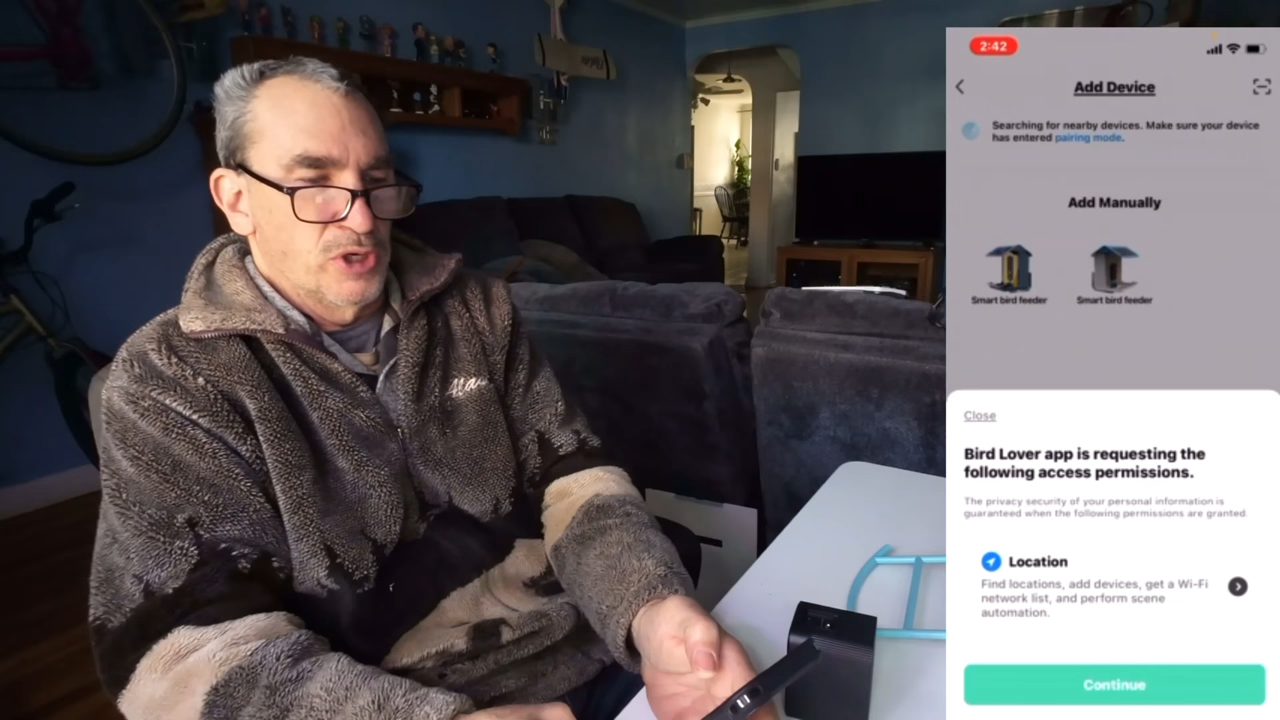 2:42
Add Device
Searching for nearby devices. Make sure your device
has entered pairing mode.
Add Manually
Smart bird feeder
Smart bird feeder
Close
Bird Lover app is requesting the
following access permissions.
The privacy security of your personal information is
guaranteed when the following permissions are granted.
Location
Find locations, add devices, get a Wi-Fi
network list, and perform scene
automation.
Continue